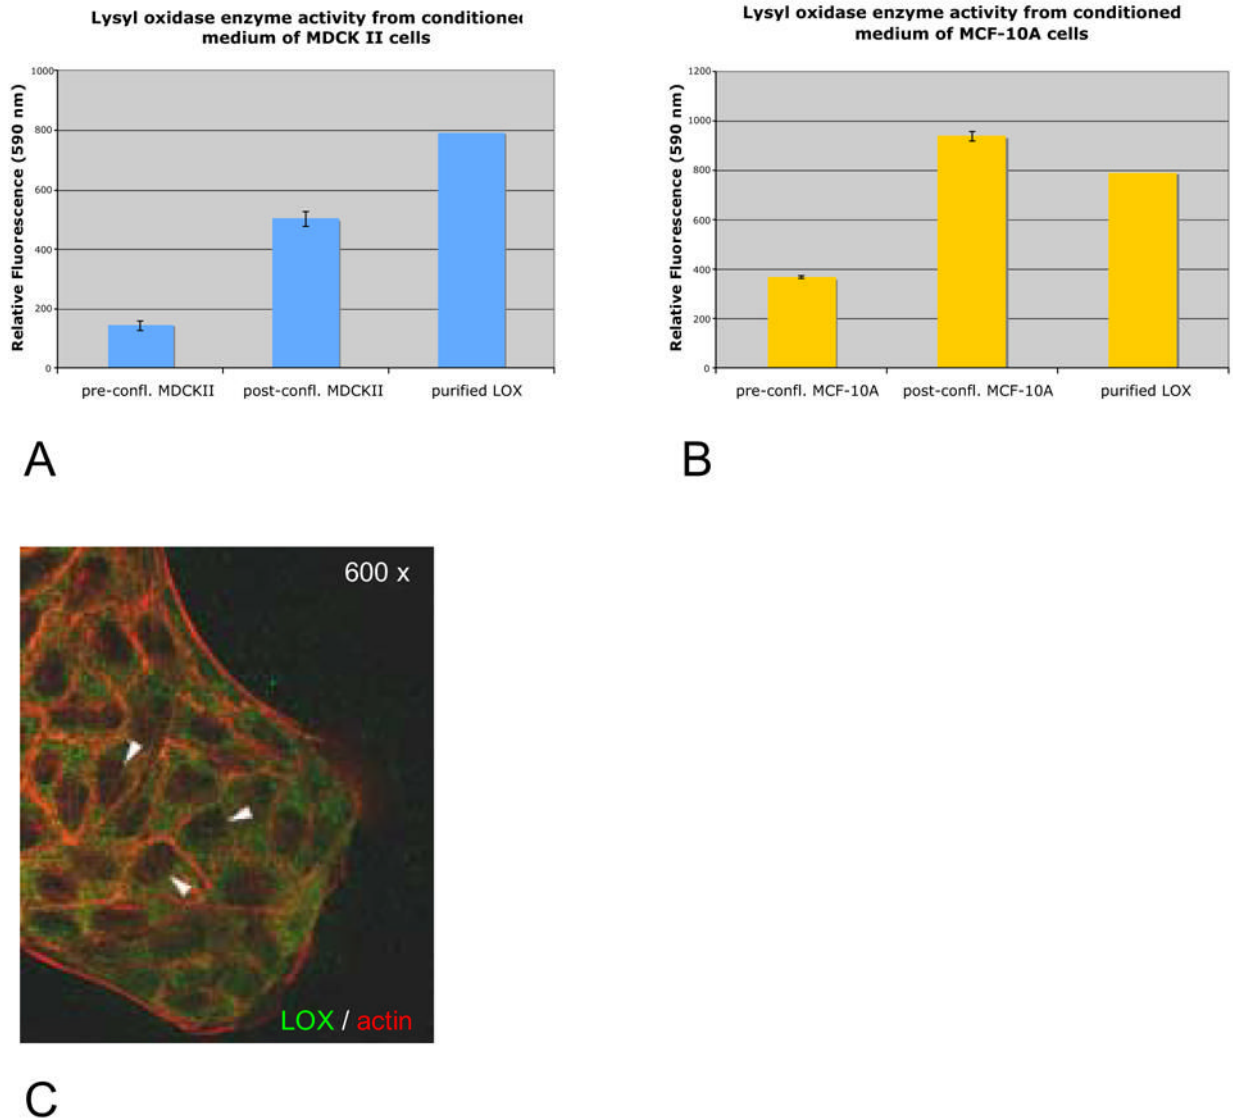 Lysyl oxidase enzyme activity from conditioned
medium of MDCK II cells
Relative Fluorescence (590 nm)
1000
800
600
400
200
0
pre-confl. MDCKII
post-confl. MDCKII
purified LOX
A
Lysyl oxidase enzyme activity from conditioned
medium of MCF-10A cells
Relative Fluorescence (590 nm)
1200
1000
800
600
400
200
0
pre-confl. MCF-10A
post-confl. MCF-10A
purified LOX
B
600 x
LOX / actin
C